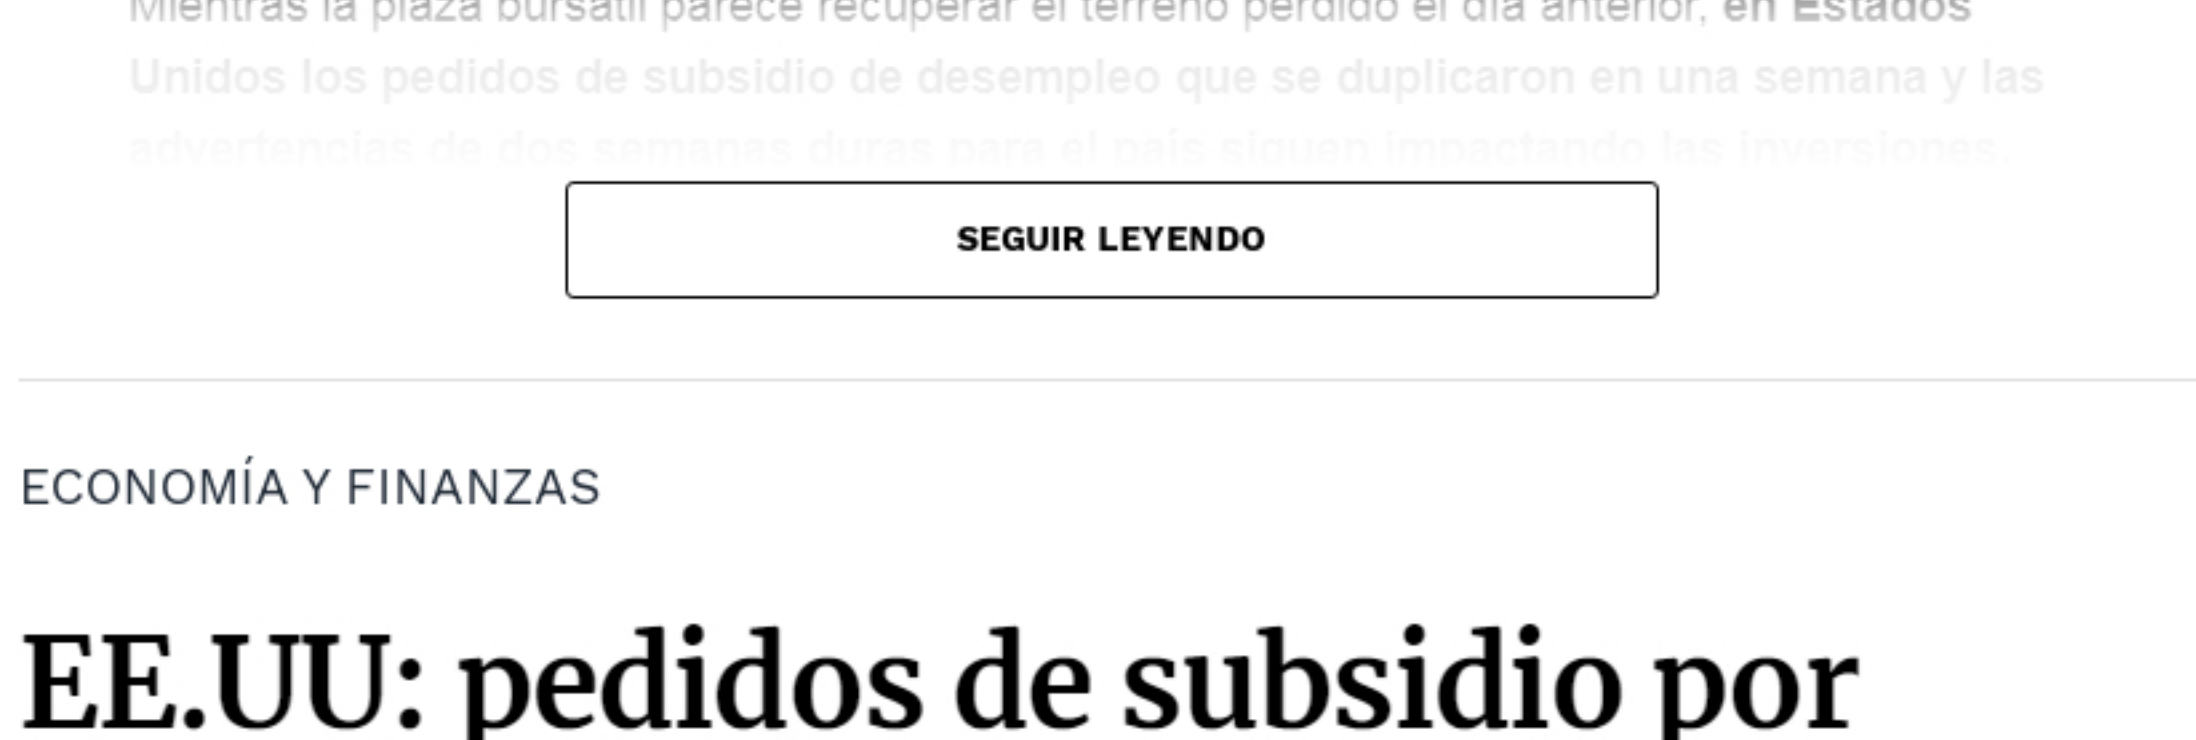 Mientras la plaza bursátil parece recuperar el terreno perdido el día anterior, en Estados
Unidos los pedidos de subsidio de desempleo que se duplicaron en una semana y las
advertencias de dos semanas duras para el país siguen impactando las inversiones.
SEGUIR LEYENDO
ECONOMÍA Y FINANZAS
EE.UU: pedidos de subsidio por